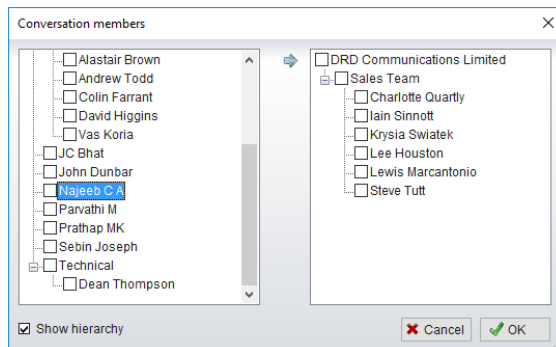 Conversation members
Alastair Brown
Andrew Todd
Colin Farrant
David Higgins
Vas Koria
JC Bhat
John Dunbar
Najeeb C A
Parvathi M
Prathap MK
Sebin Joseph
Technical
Dean Thompson
DRD Communications Limited
Sales Team
Charlotte Quartly
Iain Sinnott
Krysia Swiatek
Lee Houston
Lewis Marcantonio
Steve Tutt
Show hierarchy
Cancel
OK